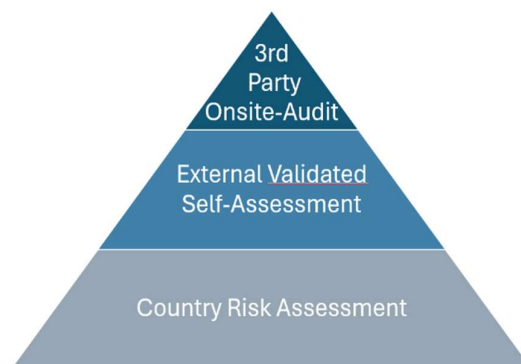 3rd
Party
Onsite-Audit
External Validated
Self-Assessment
Country Risk Assessment